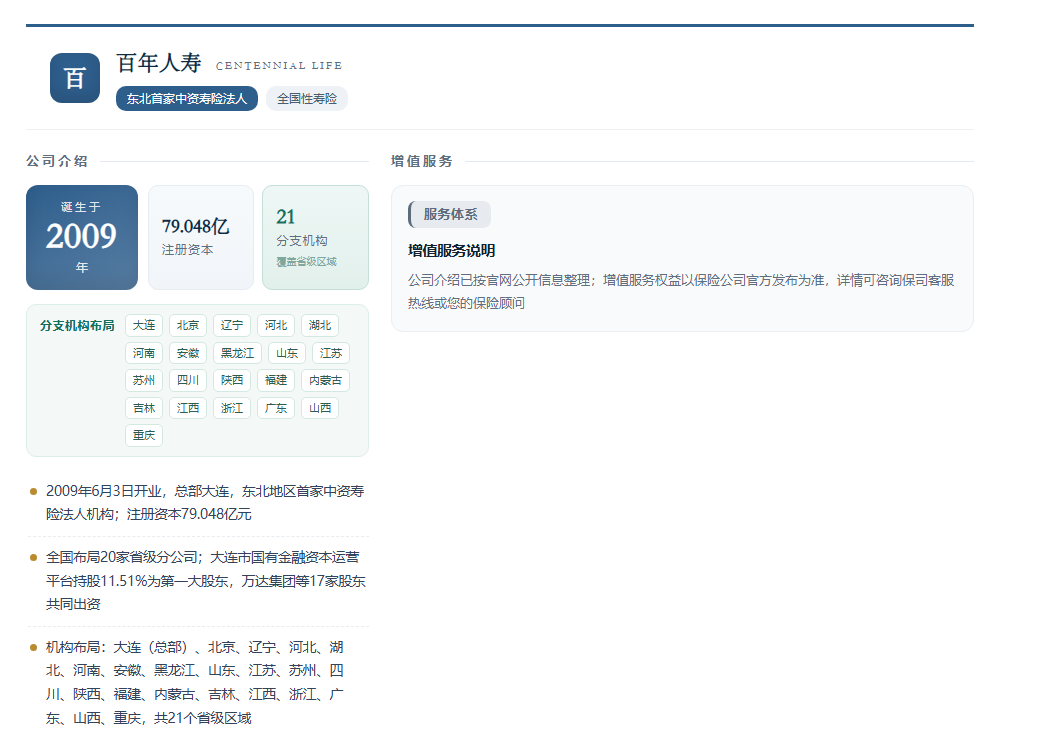 百
百年人寿 CENTENNIAL LIFE
东北首家中资寿险法人 全国性寿险
公司介绍
诞生于
2009
年
79.048亿
注册资本
21
分支机构
覆盖省级区域
分支机构布局
大连 北京 辽宁 河北 湖北
河南 安徽 黑龙江 山东 江苏
苏州 四川 陕西 福建 内蒙古
吉林 江西 浙江 广东 山西
重庆
2009年6月3日开业，总部大连，东北地区首家中资寿
险法人机构；注册资本79.048亿元
全国布局20家省级分公司；大连市国有金融资本运营
平台持股11.51%为第一大股东，万达集团等17家股东
共同出资
机构布局：大连（总部）、北京、辽宁、河北、湖
北、河南、安徽、黑龙江、山东、江苏、苏州、四
川、陕西、福建、内蒙古、吉林、江西、浙江、广
东、山西、重庆，共21个省级区域
增值服务
服务体系
增值服务说明
公司介绍已按官网公开信息整理；增值服务权益以保险公司官方发布为准，详情可咨询保司客服
热线或您的保险顾问